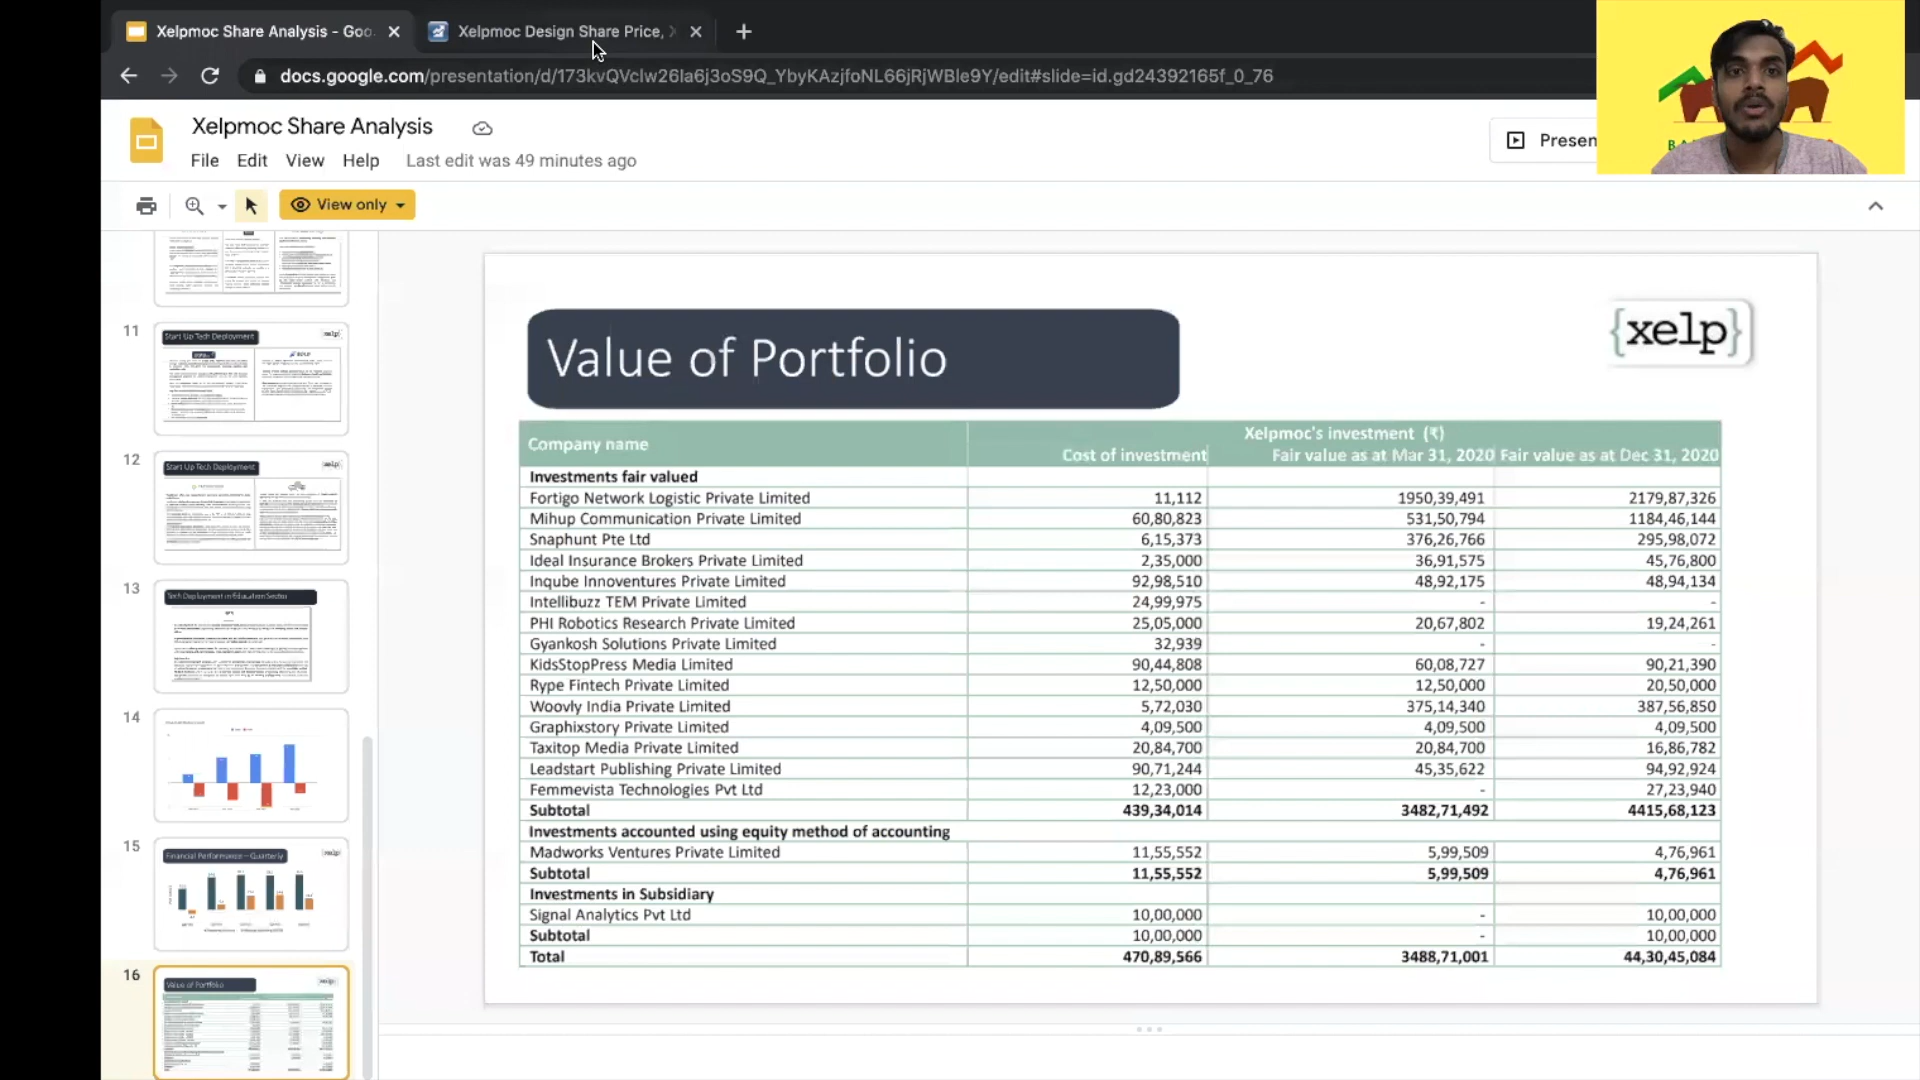 Xelpmoc Share Analysis - Goo
Xelpmoc Design Share Price, X
docs.google.com/presentation/d/173kvQVclw26Ia6j3oS9Q_YbyKAzjfoNL66jRjWBle9Y/edit#slide=id.gd24392165f_0_76
Xelpmoc Share Analysis
File Edit View Help Last edit was 49 minutes ago
Presen
View only
11
Start Up Tech Deployment
12
Start Up Tech Deployment
13
Tech Deployment in Education Sector
14
15
Financial Performance – Quarterly
16
Value of Portfolio
Value of Portfolio
{xelp}
Company name
Xelpmoc's investment (₹)
Cost of investment Fair value as at Mar 31, 2020 Fair value as at Dec 31, 2020
Investments fair valued
Fortigo Network Logistic Private Limited 11,112 1950,39,491 2179,87,326
Mihup Communication Private Limited 60,80,823 531,50,794 1184,46,144
Snaphunt Pte Ltd 6,15,373 376,26,766 295,98,072
Ideal Insurance Brokers Private Limited 2,35,000 36,91,575 45,76,800
Inqube Innoventures Private Limited 92,98,510 48,92,175 48,94,134
Intellibuzz TEM Private Limited 24,99,975 - -
PHI Robotics Research Private Limited 25,05,000 20,67,802 19,24,261
Gyankosh Solutions Private Limited 32,939 - -
KidsStopPress Media Limited 90,44,808 60,08,727 90,21,390
Rype Fintech Private Limited 12,50,000 12,50,000 20,50,000
Woovly India Private Limited 5,72,030 375,14,340 387,56,850
Graphixstory Private Limited 4,09,500 4,09,500 4,09,500
Taxitop Media Private Limited 20,84,700 20,84,700 16,86,782
Leadstart Publishing Private Limited 90,71,244 45,35,622 94,92,924
Femmevista Technologies Pvt Ltd 12,23,000 - 27,23,940
Subtotal 439,34,014 3482,71,492 4415,68,123
Investments accounted using equity method of accounting
Madworks Ventures Private Limited 11,55,552 5,99,509 4,76,961
Subtotal 11,55,552 5,99,509 4,76,961
Investments in Subsidiary
Signal Analytics Pvt Ltd 10,00,000 - 10,00,000
Subtotal 10,00,000 - 10,00,000
Total 470,89,566 3488,71,001 44,30,45,084